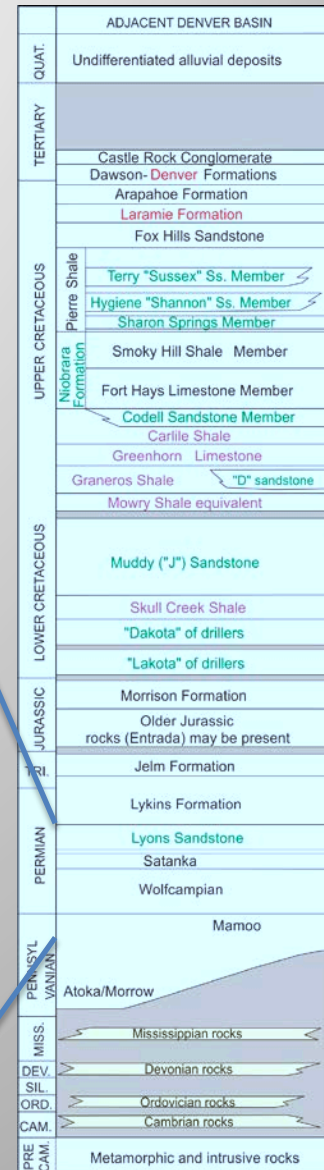 ADJACENT DENVER BASIN
QUAT.
Undifferentiated alluvial deposits
TERTIARY
Castle Rock Conglomerate
Dawson- Denver Formations
UPPER CRETACEOUS
Arapahoe Formation
Laramie Formation
Fox Hills Sandstone
Pierre Shale
Terry "Sussex" Ss. Member
Hygiene "Shannon" Ss. Member
Sharon Springs Member
Niobrara
Formation
Smoky Hill Shale Member
Fort Hays Limestone Member
Codell Sandstone Member
Carlile Shale
Greenhorn Limestone
Graneros Shale
"D" sandstone
Mowry Shale equivalent
LOWER CRETACEOUS
Muddy ("J") Sandstone
Skull Creek Shale
"Dakota" of drillers
"Lakota" of drillers
JURASSIC
Morrison Formation
Older Jurassic
rocks (Entrada) may be present
TRI.
Jelm Formation
PERMIAN
Lykins Formation
Lyons Sandstone
Satanka
Wolfcampian
PENNSYL
VANIAN
Mamoo
Atoka/Morrow
MISS.
Mississippian rocks
DEV.
Devonian rocks
SIL.
ORD.
Ordovician rocks
CAM.
Cambrian rocks
PRE
CAM.
Metamorphic and intrusive rocks